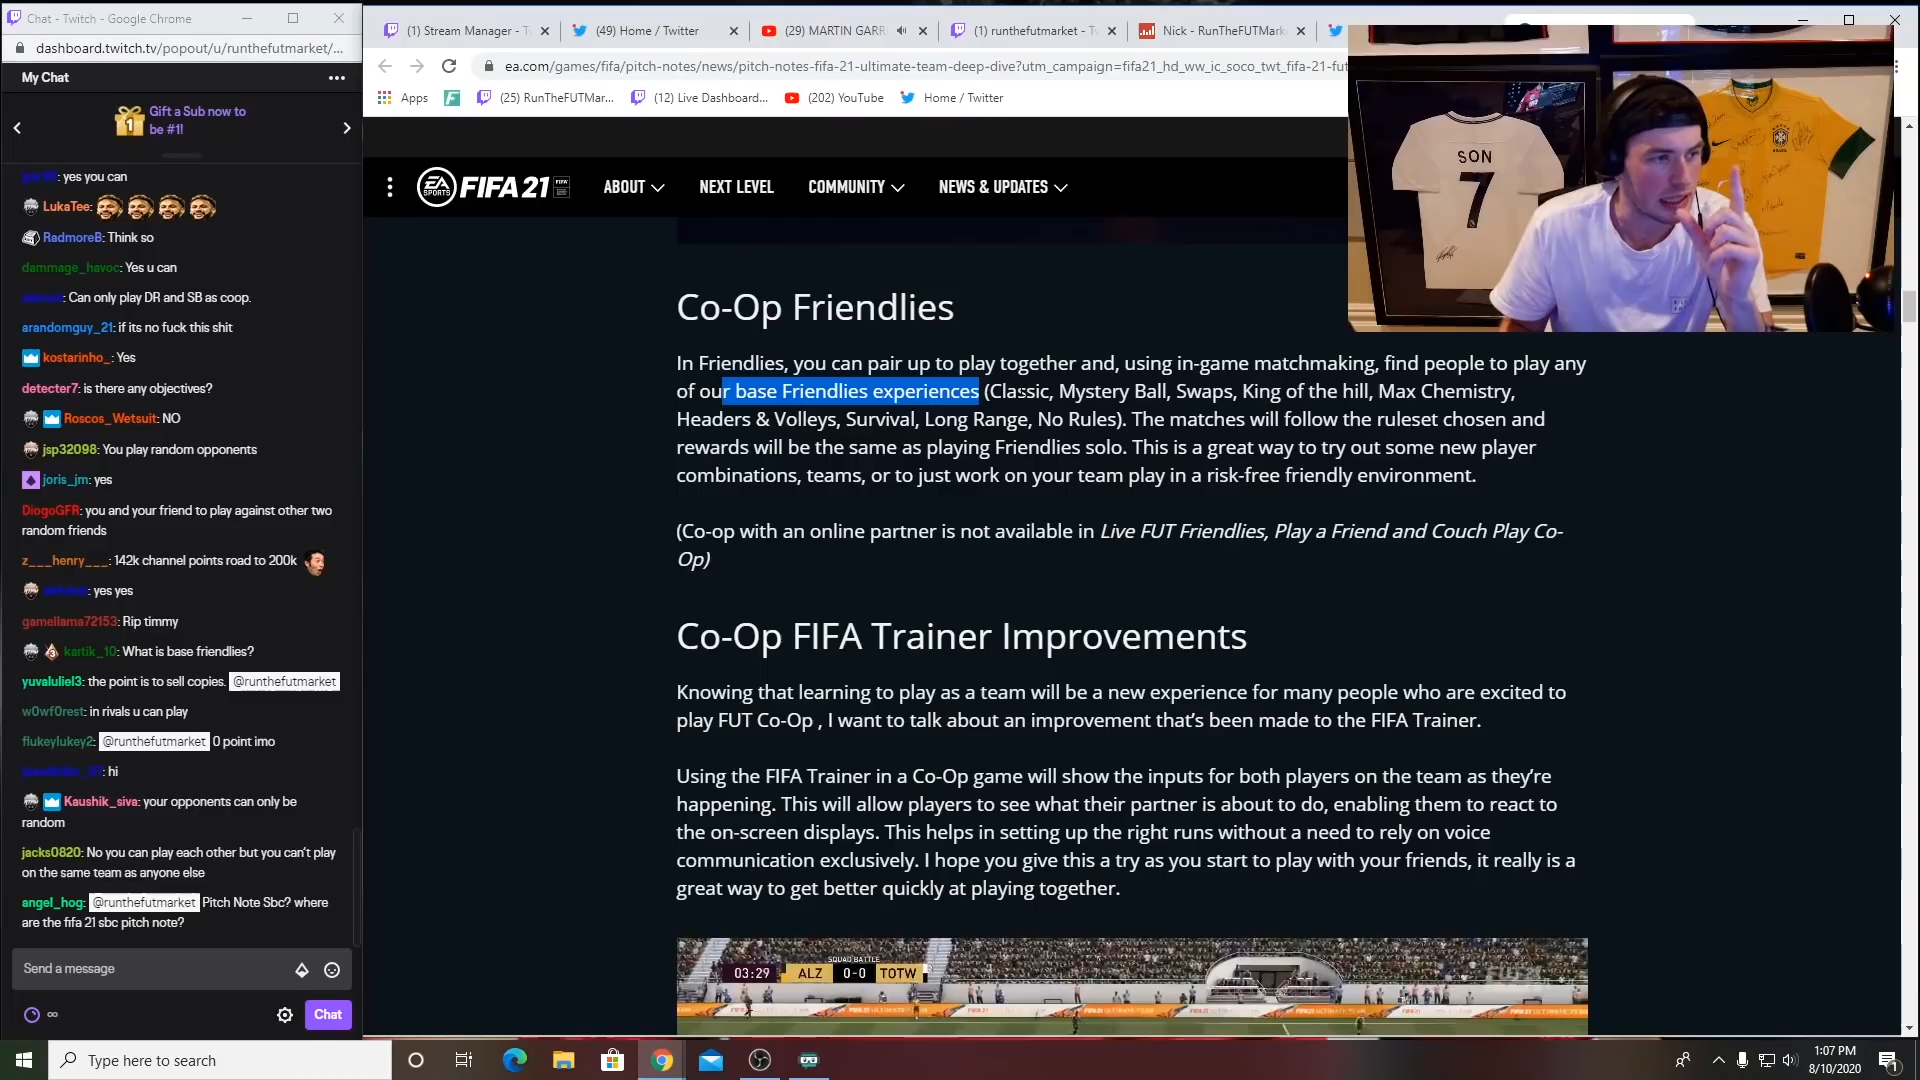 Chat - Twitch - Google Chrome
dashboard.twitch.tv/popout/u/runthefutmarket/...
My Chat
Gift a Sub now to
be #1!
1
: yes you can
LukaTee:
RadmoreB: Think so
dammage_havoc: Yes u can
: Can only play DR and SB as coop.
arandomguy_21: if its no fuck this shit
kostarinho_: Yes
detecter7: is there any objectives?
Roscos_Wetsuit: NO
jsp32098: You play random opponents
joris_jm: yes
DiogoGFR: you and your friend to play against other two
random friends
z___henry___: 142k channel points road to 200k
: yes yes
gamellama72153: Rip timmy
kartik_10: What is base friendlies?
yuvaluliel3: the point is to sell copies. @runthefutmarket
w0wf0rest: in rivals u can play
flukeylukey2: @runthefutmarket 0 point imo
: hi
Kaushik_siva: your opponents can only be
random
jacks0820: No you can play each other but you can't play
on the same team as anyone else
angel_hog: @runthefutmarket Pitch Note Sbc? where
are the fifa 21 sbc pitch note?
Send a message
Chat
(1) Stream Manager - T
(49) Home / Twitter
(29) MARTIN GARR
(1) runthefutmarket - Tw
Nick - RunTheFUTMark
ea.com/games/fifa/pitch-notes/news/pitch-notes-fifa-21-ultimate-team-deep-dive?utm_campaign=fifa21_hd_ww_ic_soco_twt_fifa-21-fut
Apps
(25) RunTheFUTMar...
(12) Live Dashboard...
(202) YouTube
Home / Twitter
EA SPORTS FIFA 21
ABOUT
NEXT LEVEL
COMMUNITY
NEWS & UPDATES
SON
7
Co-Op Friendlies
In Friendlies, you can pair up to play together and, using in-game matchmaking, find people to play any
of our base Friendlies experiences (Classic, Mystery Ball, Swaps, King of the hill, Max Chemistry,
Headers & Volleys, Survival, Long Range, No Rules). The matches will follow the ruleset chosen and
rewards will be the same as playing Friendlies solo. This is a great way to try out some new player
combinations, teams, or to just work on your team play in a risk-free friendly environment.
(Co-op with an online partner is not available in Live FUT Friendlies, Play a Friend and Couch Play Co-
Op)
Co-Op FIFA Trainer Improvements
Knowing that learning to play as a team will be a new experience for many people who are excited to
play FUT Co-Op , I want to talk about an improvement that's been made to the FIFA Trainer.
Using the FIFA Trainer in a Co-Op game will show the inputs for both players on the team as they're
happening. This will allow players to see what their partner is about to do, enabling them to react to
the on-screen displays. This helps in setting up the right runs without a need to rely on voice
communication exclusively. I hope you give this a try as you start to play with your friends, it really is a
great way to get better quickly at playing together.
SQUAD BATTLE
03:29 ALZ 0-0 TOTW
Type here to search
1:07 PM
8/10/2020
1